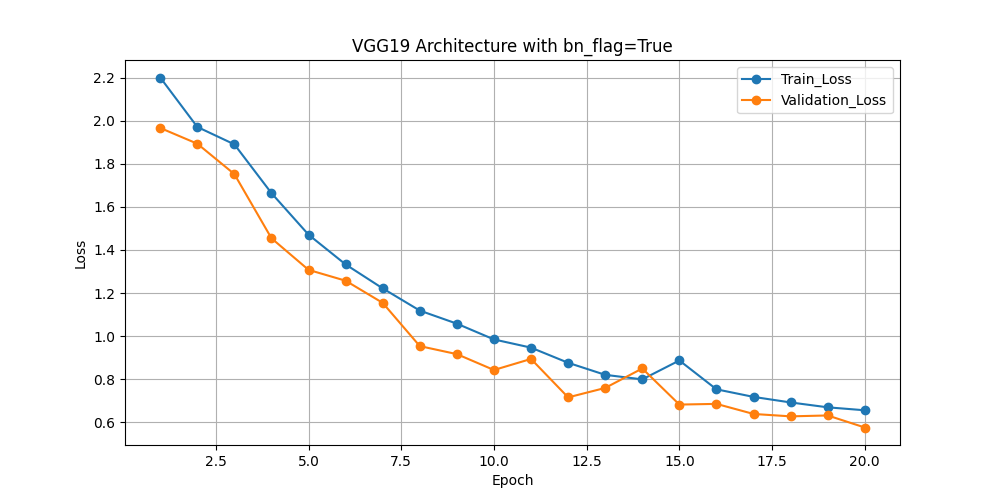 VGG19 Architecture with bn_flag=True
Train_Loss
Validation_Loss
Loss
2.2
2.0
1.8
1.6
1.4
1.2
1.0
0.8
0.6
2.5 5.0 7.5 10.0 12.5 15.0 17.5 20.0
Epoch